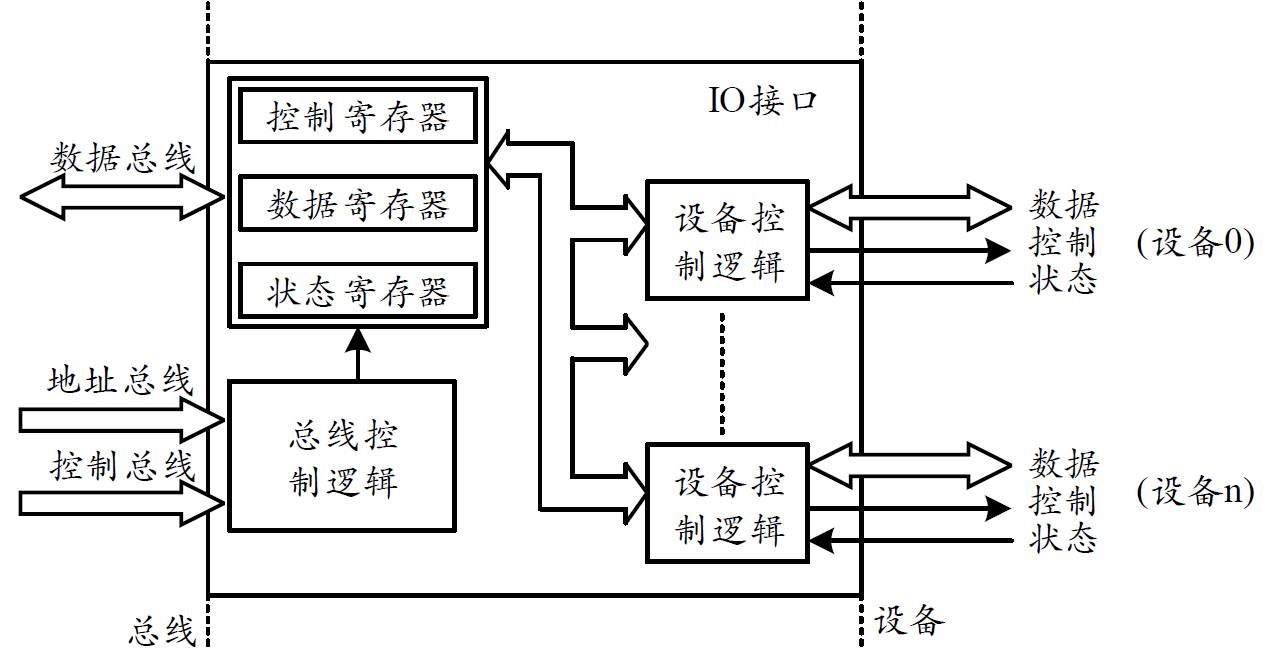 IO接口
控制寄存器
数据总线
数据寄存器
状态寄存器
设备控
制逻辑
数据
控制
状态
(设备0)
地址总线
控制总线
总线控
制逻辑
设备控
制逻辑
数据
控制
状态
(设备n)
总线
设备